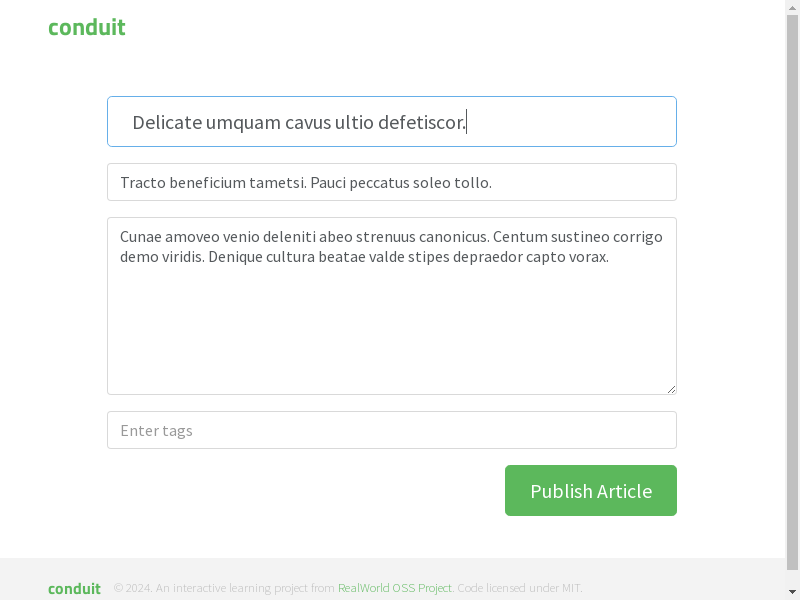 conduit
Delicate umquam cavus ultio defetiscor.
Tracto beneficium tametsi. Pauci peccatus soleo tollo.
Cunae amoveo venio deleniti abeo strenuus canonicus. Centum sustineo corrigo
demo viridis. Denique cultura beatae valde stipes depraedor capto vorax.
Enter tags
Publish Article
conduit © 2024. An interactive learning project from RealWorld OSS Project. Code licensed under MIT.